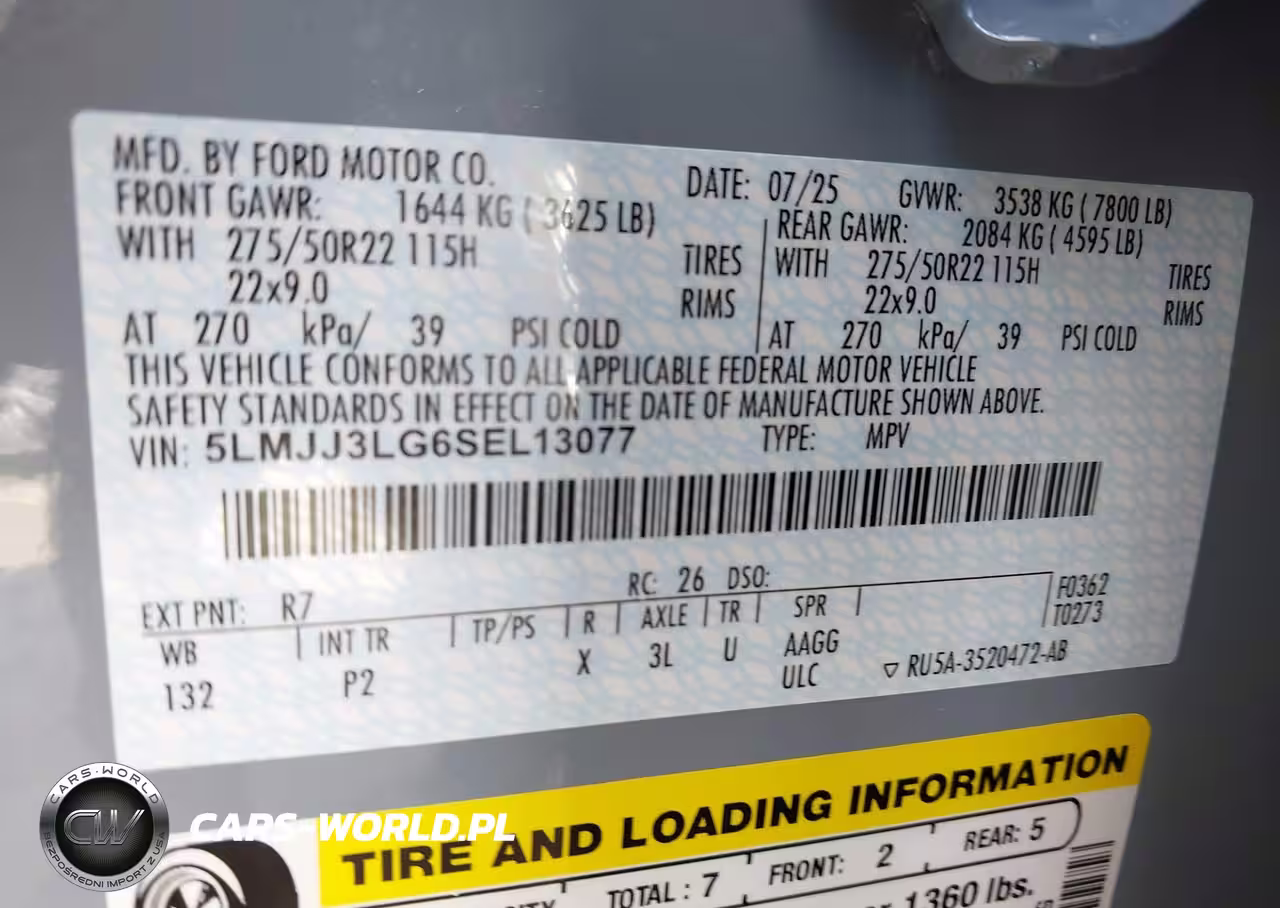 MFD. BY FORD MOTOR CO. DATE: 07/25 GVWR: 3538 KG ( 7800 LB)
FRONT GAWR: 1644 KG ( 3625 LB) REAR GAWR: 2084 KG ( 4595 LB)
WITH 275/50R22 115H TIRES WITH 275/50R22 115H TIRES
22x9.0 RIMS 22x9.0 RIMS
AT 270 kPa/ 39 PSI COLD AT 270 kPa/ 39 PSI COLD
THIS VEHICLE CONFORMS TO ALL APPLICABLE FEDERAL MOTOR VEHICLE
SAFETY STANDARDS IN EFFECT ON THE DATE OF MANUFACTURE SHOWN ABOVE.
VIN: 5LMJJ3LG6SEL13077 TYPE: MPV
EXT PNT: R7 RC: 26 DSO: F0362
WB INT TR TP/PS R AXLE TR SPR T0273
132 P2 X 3L U AAGG
ULC ▽ RU5A-3520472-AB
TIRE AND LOADING INFORMATION
TOTAL : 7 FRONT: 2 REAR: 5
1360 lbs.
CARS-WORLD
CW
BEZPOŚREDNI IMPORT Z USA
CARS-WORLD.PL